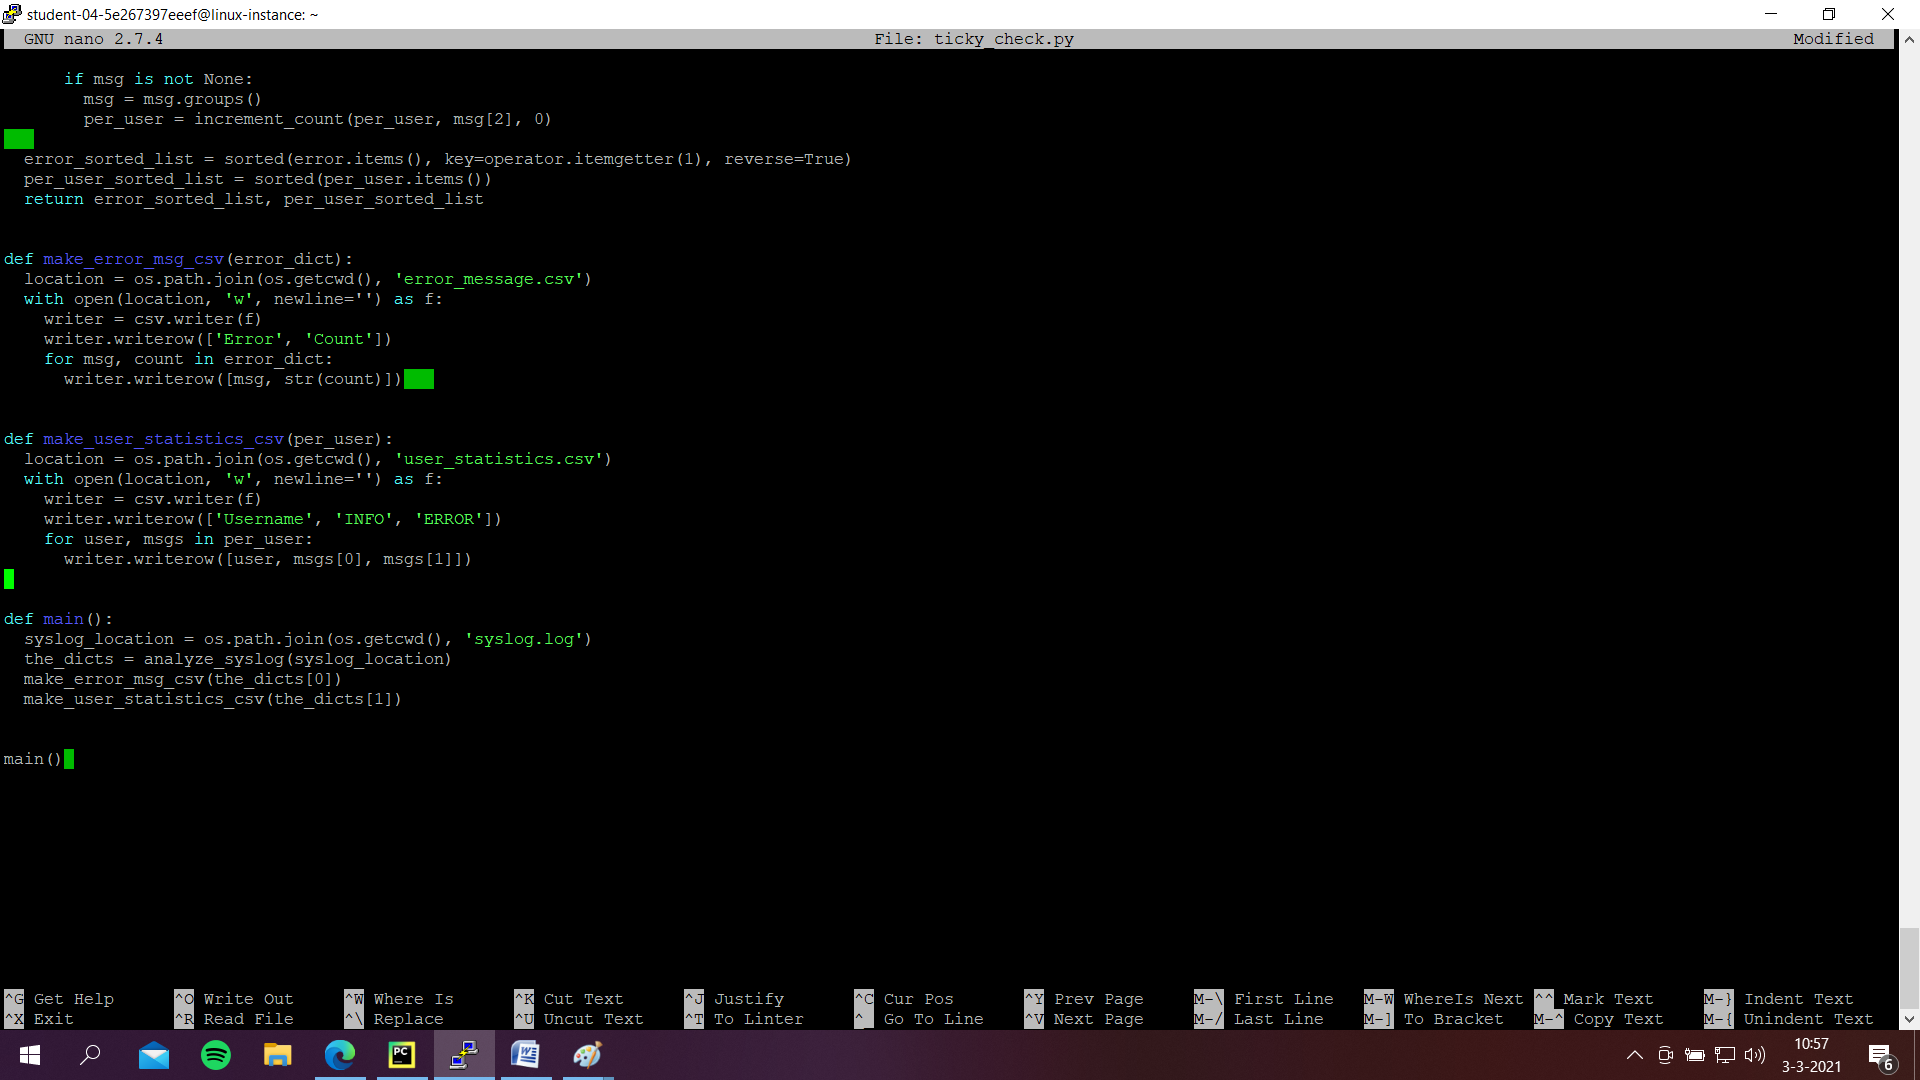 student-04-5e267397eeef@linux-instance: ~
GNU nano 2.7.4 File: ticky_check.py Modified
if msg is not None:
msg = msg.groups()
per_user = increment_count(per_user, msg[2], 0)
error_sorted_list = sorted(error.items(), key=operator.itemgetter(1), reverse=True)
per_user_sorted_list = sorted(per_user.items())
return error_sorted_list, per_user_sorted_list
def make_error_msg_csv(error_dict):
location = os.path.join(os.getcwd(), 'error_message.csv')
with open(location, 'w', newline='') as f:
writer = csv.writer(f)
writer.writerow(['Error', 'Count'])
for msg, count in error_dict:
writer.writerow([msg, str(count)])
def make_user_statistics_csv(per_user):
location = os.path.join(os.getcwd(), 'user_statistics.csv')
with open(location, 'w', newline='') as f:
writer = csv.writer(f)
writer.writerow(['Username', 'INFO', 'ERROR'])
for user, msgs in per_user:
writer.writerow([user, msgs[0], msgs[1]])
def main():
syslog_location = os.path.join(os.getcwd(), 'syslog.log')
the_dicts = analyze_syslog(syslog_location)
make_error_msg_csv(the_dicts[0])
make_user_statistics_csv(the_dicts[1])
main()
^G Get Help ^O Write Out ^W Where Is ^K Cut Text ^J Justify ^C Cur Pos ^Y Prev Page M-\ First Line M-W WhereIs Next ^^ Mark Text M-} Indent Text
^X Exit ^R Read File ^\ Replace ^U Uncut Text ^T To Linter ^_ Go To Line ^V Next Page M-/ Last Line M-] To Bracket M-^ Copy Text M-{ Unindent Text
PC
10:57
3-3-2021
6